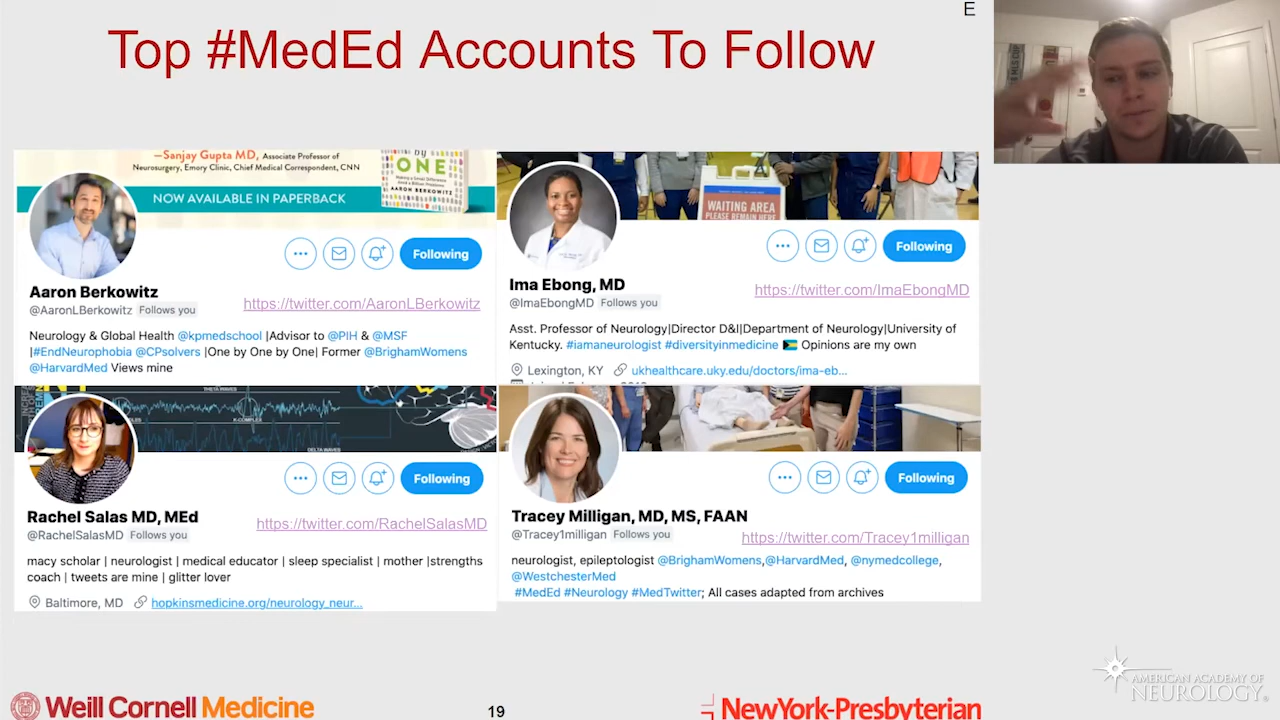 E
Top #MedEd Accounts To Follow
—Sanjay Gupta MD, Associate Professor of
Neurosurgery, Emory Clinic, Chief Medical Correspondent, CNN
NOW AVAILABLE IN PAPERBACK
by
ONE
AARON BERKOWITZ
Following
Aaron Berkowitz
@AaronLBerkowitz Follows you
https://twitter.com/AaronLBerkowitz
Neurology & Global Health @kpmedschool |Advisor to @PIH & @MSF
|#EndNeurophobia @CPsolvers |One by One by One| Former @BrighamWomens
@HarvardMed Views mine
WAITING AREA
PLEASE REMAIN HERE
Following
Ima Ebong, MD
@ImaEbongMD Follows you
https://twitter.com/ImaEbongMD
Asst. Professor of Neurology|Director D&I|Department of Neurology|University of
Kentucky. #iamaneurologist #diversityinmedicine 🇧🇸 Opinions are my own
Lexington, KY ukhealthcare.uky.edu/doctors/ima-eb...
THETA WAVES
K-COMPLEX
DELTA WAVES
Following
Rachel Salas MD, MEd
@RachelSalasMD Follows you
https://twitter.com/RachelSalasMD
macy scholar | neurologist | medical educator | sleep specialist | mother |strengths
coach | tweets are mine | glitter lover
Baltimore, MD hopkinsmedicine.org/neurology_neur...
Following
Tracey Milligan, MD, MS, FAAN
@Tracey1milligan Follows you
https://twitter.com/Tracey1milligan
neurologist, epileptologist @BrighamWomens,@HarvardMed, @nymedcollege,
@WestchesterMed
#MedEd #Neurology #MedTwitter; All cases adapted from archives
Weill Cornell Medicine
19
NewYork-Presbyterian
AMERICAN ACADEMY OF
NEUROLOGY®